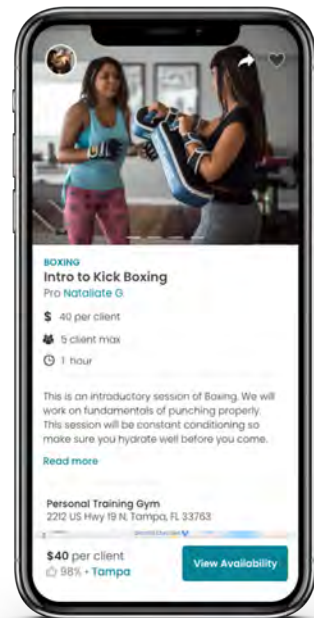 BOXING
Intro to Kick Boxing
Pro Nataliate G
$ 40 per client
5 client max
1 hour
This is an introductory session of Boxing. We will
work on fundamentals of punching properly.
This session will be constant conditioning so
make sure you hydrate well before you come.
Read more
Personal Training Gym
2212 US Hwy 19 N, Tampa, FL 33763
$40 per client
98% • Tampa
View Availability